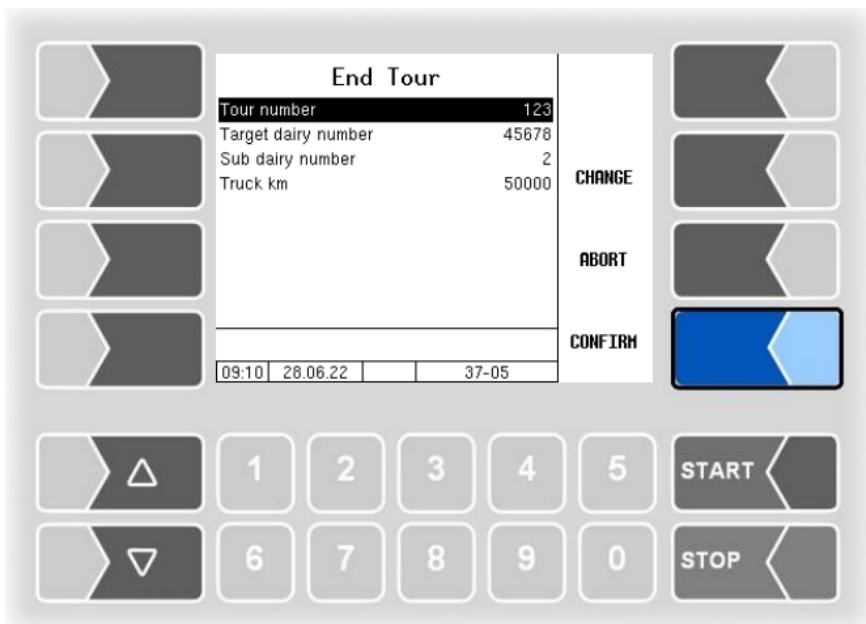 End Tour
Tour number 123
Target dairy number 45678
Sub dairy number 2
Truck km 50000
CHANGE
ABORT
CONFIRM
09:10 28.06.22 37-05
1 2 3 4 5 START
6 7 8 9 0 STOP